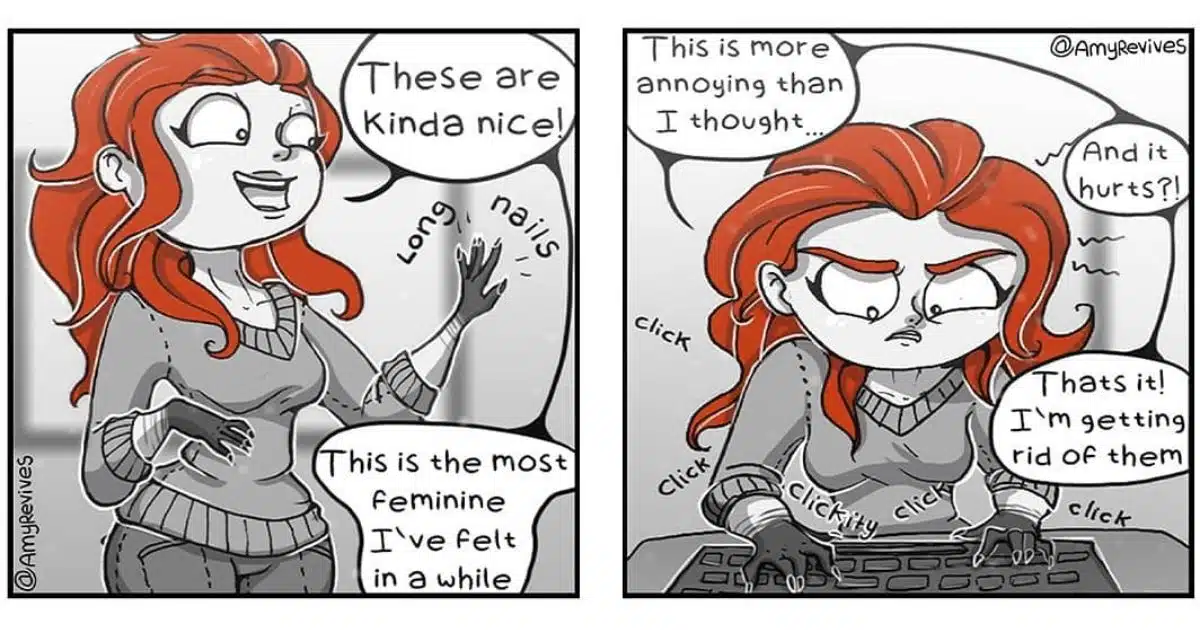 These are
Kinda nice!
Long nails
This is the most
feminine
I've felt
in a while
@AmyRevives
This is more
annoying than
I thought...
@AmyRevives
And it
hurts?!
Thats it!
I'm getting
rid of them
click
click
clickity
click
click